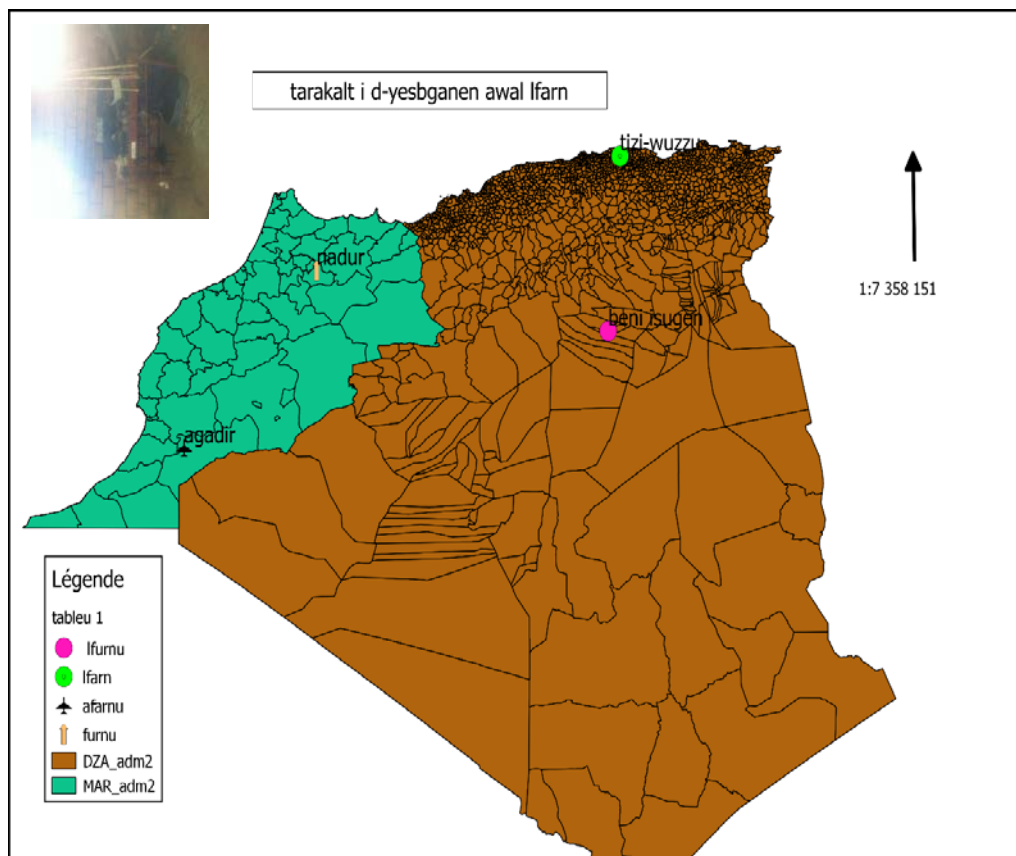 tarakalt i d-yesbganen awal lfarn
tizi-wuzzu
nadur
1:7 358 151
beni isugen
agadir
Légende
tableu 1
lfurnu
lfarn
afarnu
furnu
DZA_adm2
MAR_adm2